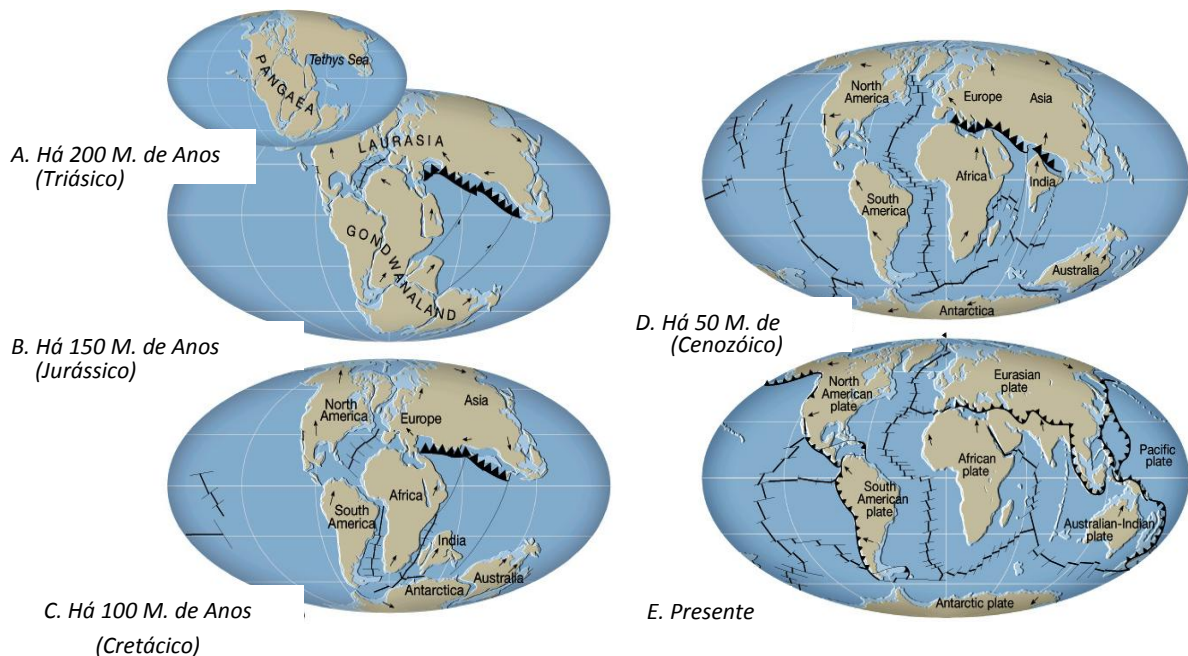 Tethys Sea
PANGAEA
A. Há 200 M. de Anos
(Triásico)
LAURASIA
GONDWANALAND
B. Há 150 M. de Anos
(Jurássico)
North
America
Europe
Asia
South
America
Africa
India
Antarctica
Australia
C. Há 100 M. de Anos
(Cretácico)
North
America
Europe
Asia
Africa
India
South
America
Australia
Antarctica
D. Há 50 M. de
(Cenozóico)
North
American
plate
Eurasian
plate
Pacific
plate
African
plate
South
American
plate
Australian-Indian
plate
Antarctic plate
E. Presente